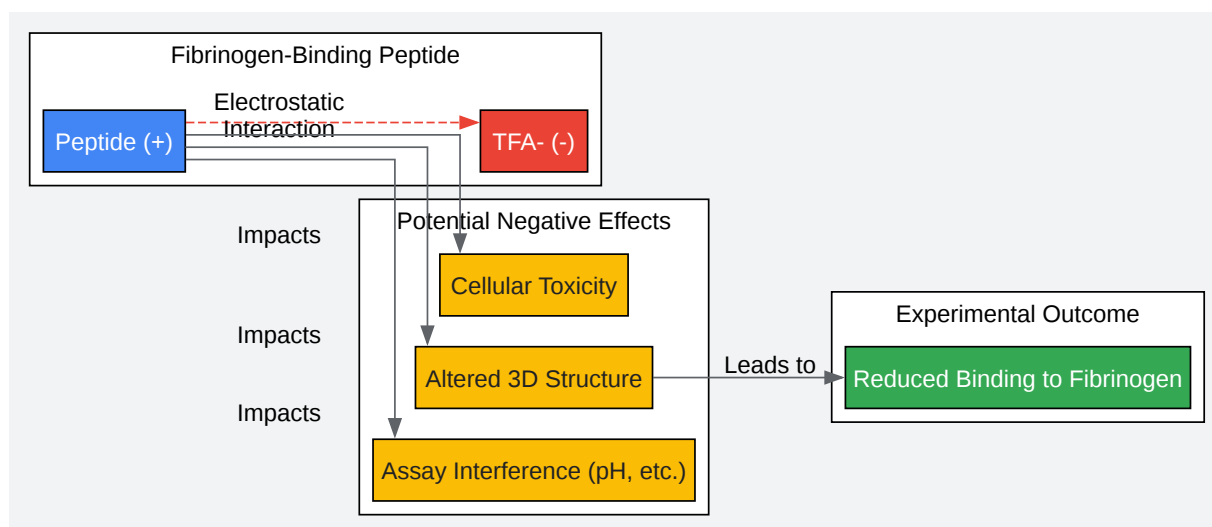 Fibrinogen-Binding Peptide
Electrostatic
Interaction
Peptide (+)
TFA- (-)
Potential Negative Effects
Impacts
Cellular Toxicity
Experimental Outcome
Impacts
Altered 3D Structure
Leads to
Reduced Binding to Fibrinogen
Impacts
Assay Interference (pH, etc.)